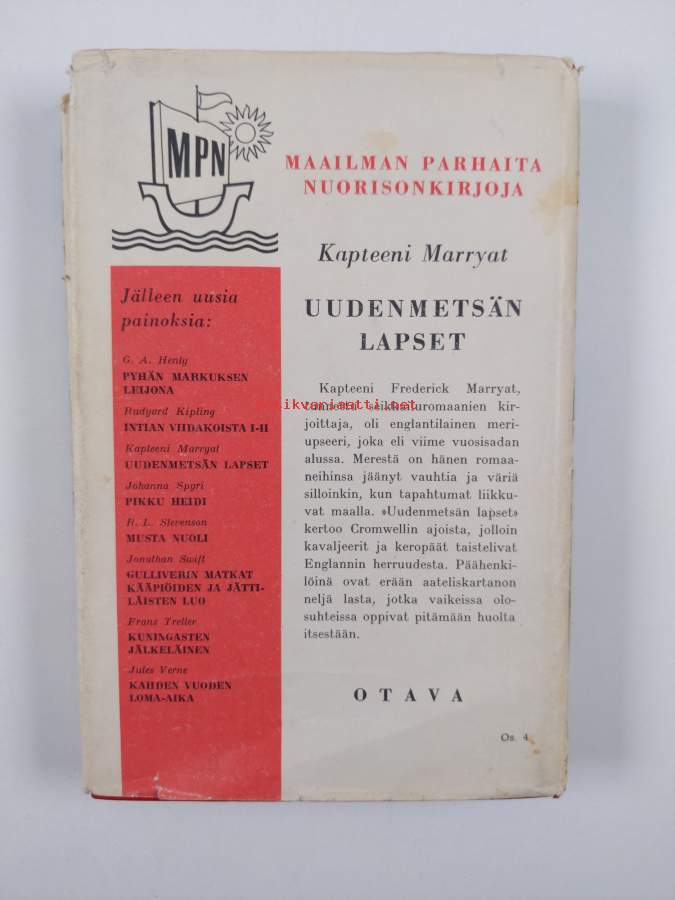 MPN
MAAILMAN PARHAITA
NUORISONKIRJOJA
Kapteeni Marryat
UUDENMETSÄN
LAPSET
Jälleen uusia
painoksia:
G. A. Henty
PYHÄN MARKUKSEN
LEIJONA
Rudyard Kipling
INTIAN VIIDAKOISTA I-II
Kapteeni Marryat
UUDENMETSÄN LAPSET
Johanna Spyri
PIKKU HEIDI
R. L. Stevenson
MUSTA NUOLI
Jonathan Swift
GULLIVERIN MATKAT
KÄÄPIÖIDEN JA JÄTTI-
LÄISTEN LUO
Franz Treller
KUNINGASTEN
JÄLKELÄINEN
Jules Verne
KAHDEN VUODEN
LOMA-AIKA
Kapteeni Frederick Marryat,
tunnettu seikkailuromaanien kir-
joittaja, oli englantilainen meri-
upseeri, joka eli viime vuosisadan
alussa. Merestä on hänen romaa-
neihinsa jäänyt vauhtia ja väriä
silloinkin, kun tapahtumat liikku-
vat maalla. »Uudenmetsän lapset»
kertoo Cromwellin ajoista, jolloin
kavaljeerit ja keropäät taistelivat
Englannin herruudesta. Päähenki-
löinä ovat erään aateliskartanon
neljä lasta, jotka vaikeissa olo-
suhteissa oppivat pitämään huolta
itsestään.
OTAVA
Os. 4